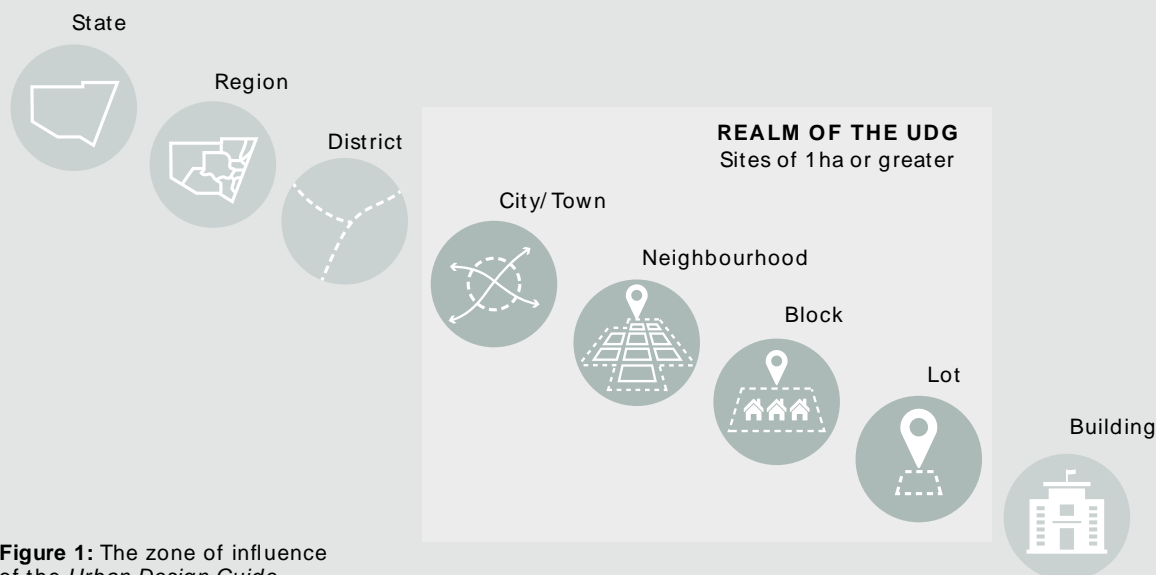 State
Region
District
REALM OF THE UDG
Sites of 1ha or greater
City/Town
Neighbourhood
Block
Lot
Building
Figure 1: The zone of influence
of the Urban Design Guide